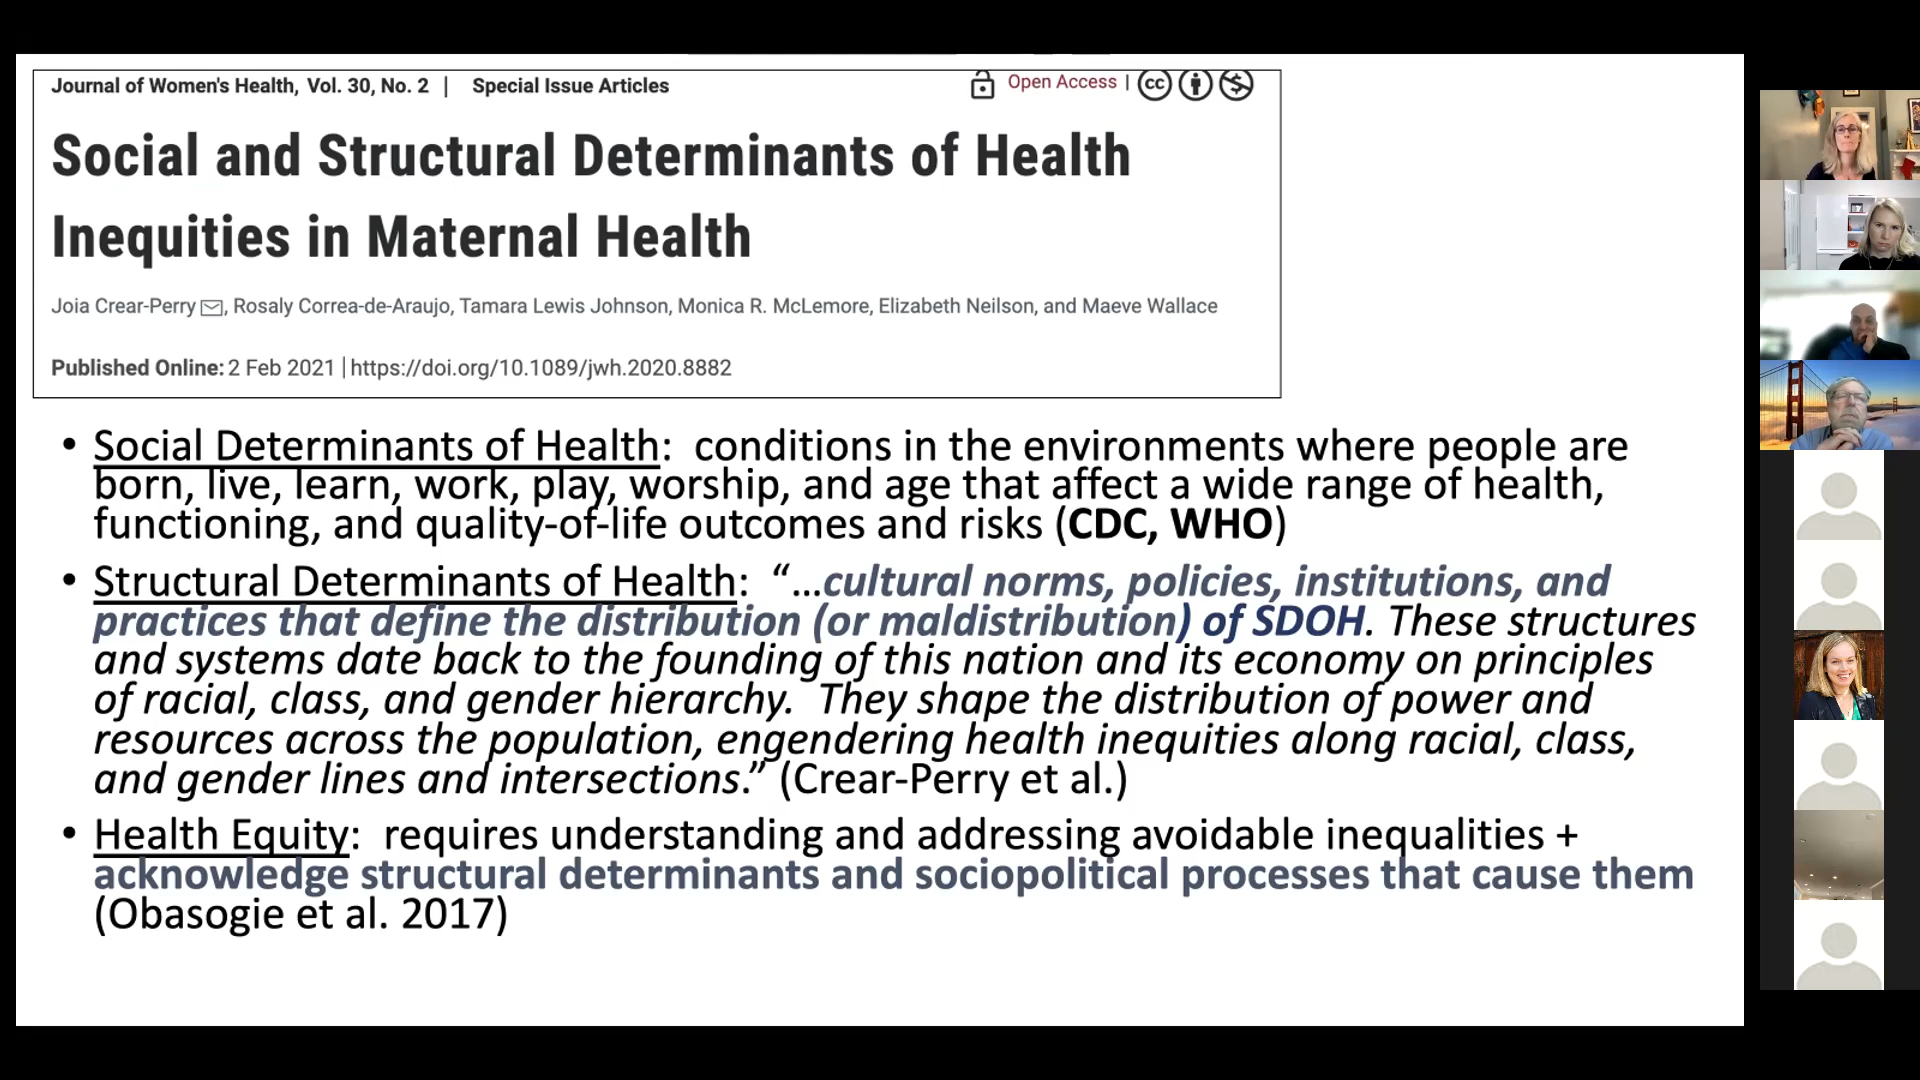 Journal of Women's Health, Vol. 30, No. 2 | Special Issue Articles
Open Access |
cc
Social and Structural Determinants of Health
Inequities in Maternal Health
Joia Crear-Perry, Rosaly Correa-de-Araujo, Tamara Lewis Johnson, Monica R. McLemore, Elizabeth Neilson, and Maeve Wallace
Published Online: 2 Feb 2021 | https://doi.org/10.1089/jwh.2020.8882
• Social Determinants of Health: conditions in the environments where people are
born, live, learn, work, play, worship, and age that affect a wide range of health,
functioning, and quality-of-life outcomes and risks (CDC, WHO)
• Structural Determinants of Health: “…cultural norms, policies, institutions, and
practices that define the distribution (or maldistribution) of SDOH. These structures
and systems date back to the founding of this nation and its economy on principles
of racial, class, and gender hierarchy. They shape the distribution of power and
resources across the population, engendering health inequities along racial, class,
and gender lines and intersections.” (Crear-Perry et al.)
• Health Equity: requires understanding and addressing avoidable inequalities +
acknowledge structural determinants and sociopolitical processes that cause them
(Obasogie et al. 2017)